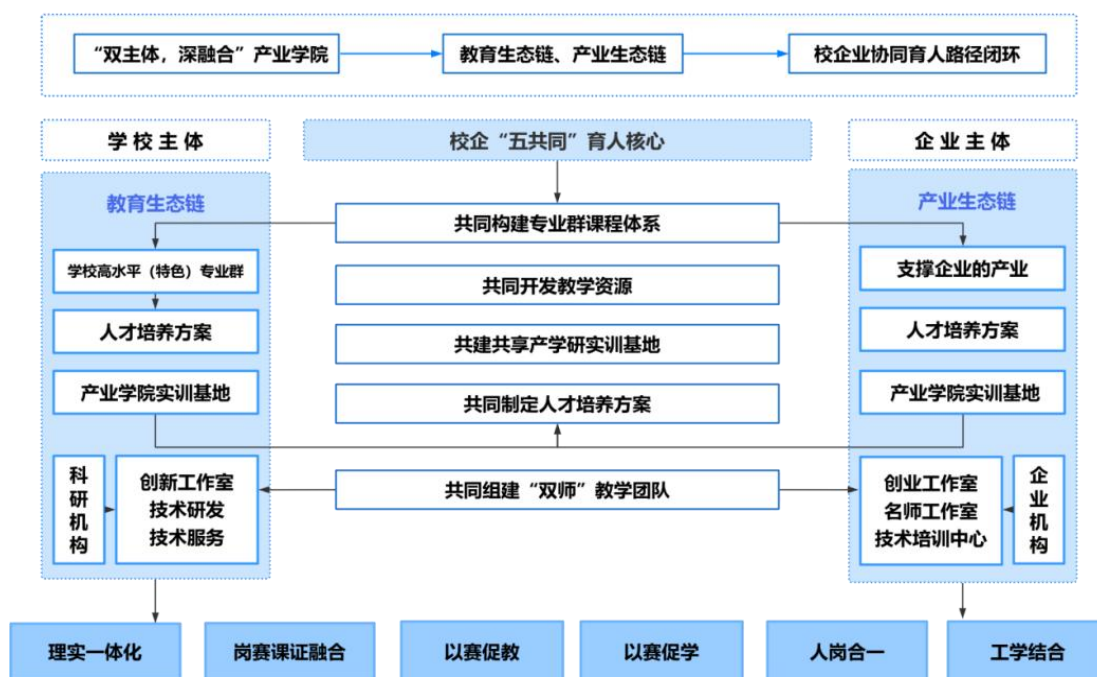 “双主体，深融合”产业学院
教育生态链、产业生态链
校企业协同育人路径闭环
学校主体
校企“五共同”育人核心
企业主体
教育生态链
产业生态链
共同构建专业群课程体系
学校高水平（特色）专业群
支撑企业的产业
共同开发教学资源
人才培养方案
共建共享产学研实训基地
人才培养方案
产业学院实训基地
共同制定人才培养方案
产业学院实训基地
科研机构
创新工作室
技术研发
技术服务
共同组建“双师”教学团队
创业工作室
名师工作室
技术培训中心
企业机构
理实一体化
岗赛课证融合
以赛促教
以赛促学
人岗合一
工学结合